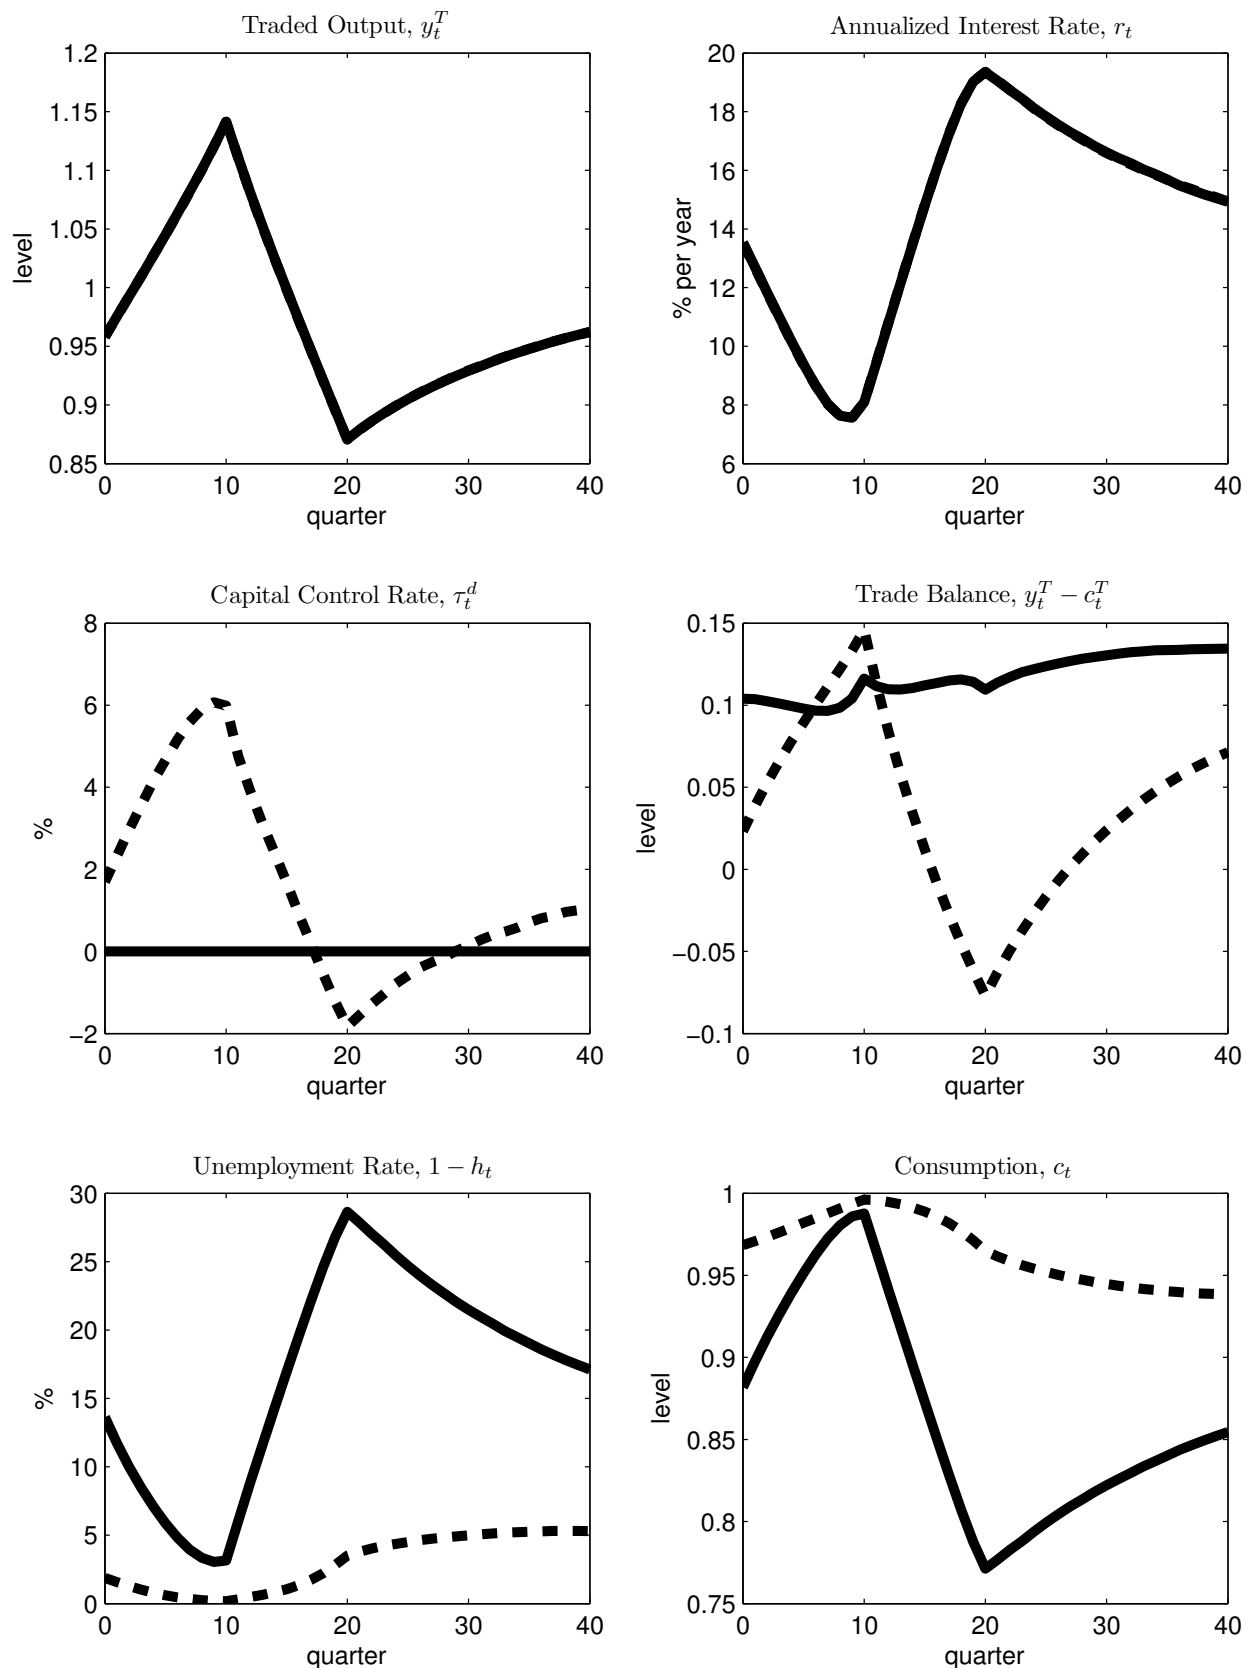 Traded Output, y_t^T
1.2
1.15
1.1
1.05
1
0.95
0.9
0.85
level
0 10 20 30 40
quarter
Annualized Interest Rate, r_t
20
18
16
14
12
10
8
6
% per year
0 10 20 30 40
quarter
Capital Control Rate, τ_t^d
8
6
4
2
0
−2
%
0 10 20 30 40
quarter
Trade Balance, y_t^T − c_t^T
0.15
0.1
0.05
0
−0.05
−0.1
level
0 10 20 30 40
quarter
Unemployment Rate, 1 − h_t
30
25
20
15
10
5
0
%
0 10 20 30 40
quarter
Consumption, c_t
1
0.95
0.9
0.85
0.8
0.75
level
0 10 20 30 40
quarter